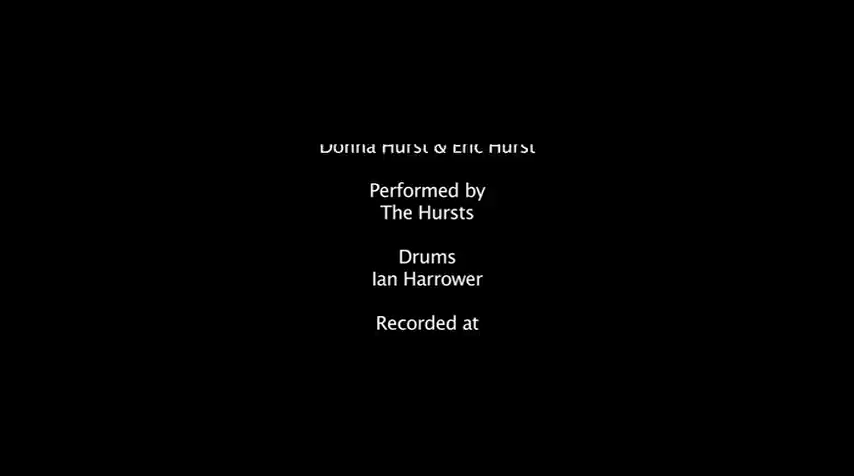 Donna Hurst & Eric Hurst
Performed by
The Hursts
Drums
Ian Harrower
Recorded at